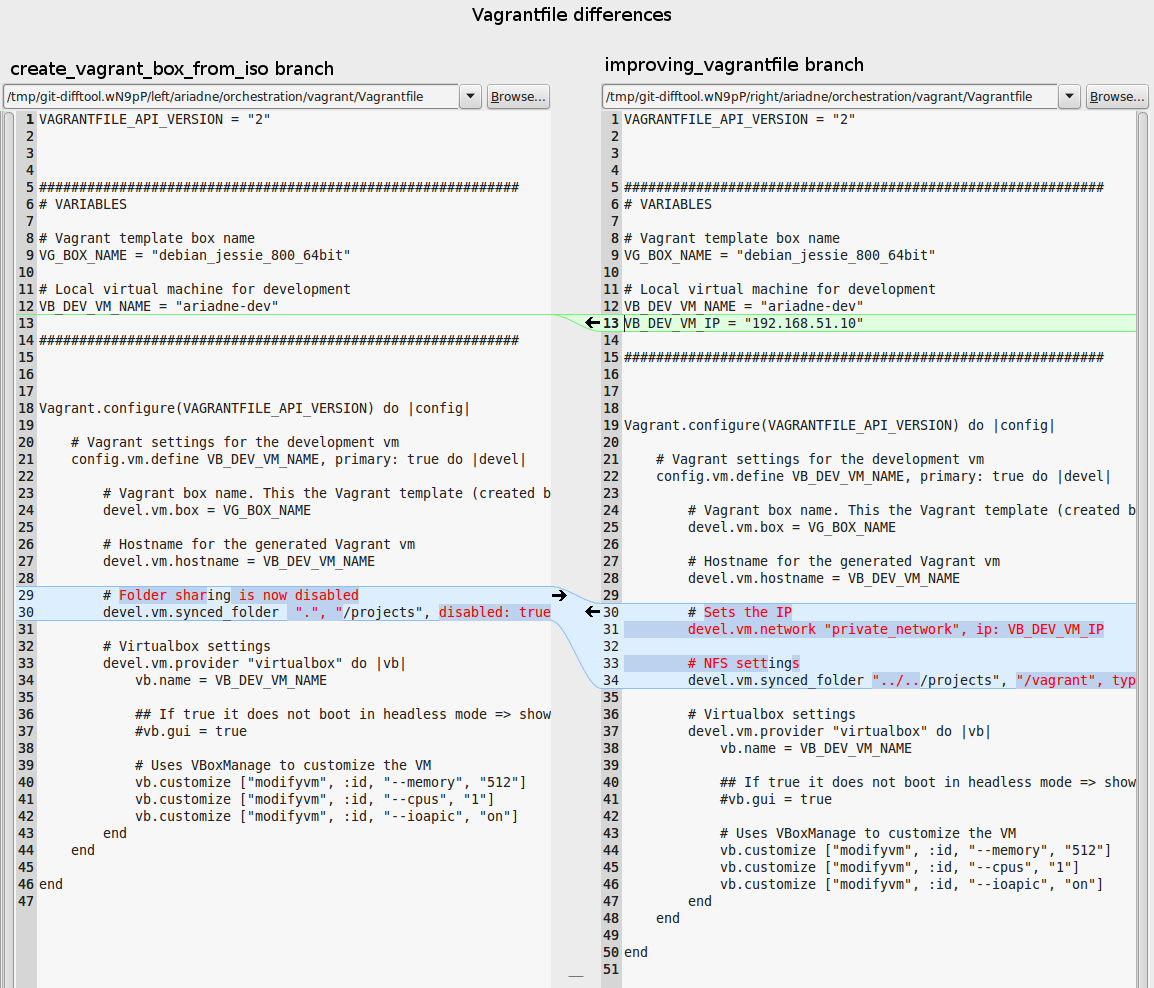 Vagrantfile differences
create_vagrant_box_from_iso branch
/tmp/git-difftool.wN9pP/left/ariadne/orchestration/vagrant/Vagrantfile
Browse...
1 VAGRANTFILE_API_VERSION = "2"
2
3
4
5 ############################################################
6 # VARIABLES
7
8 # Vagrant template box name
9 VG_BOX_NAME = "debian_jessie_800_64bit"
10
11 # Local virtual machine for development
12 VB_DEV_VM_NAME = "ariadne-dev"
13
14 ############################################################
15
16
17
18 Vagrant.configure(VAGRANTFILE_API_VERSION) do |config|
19
20     # Vagrant settings for the development vm
21     config.vm.define VB_DEV_VM_NAME, primary: true do |devel|
22
23         # Vagrant box name. This the Vagrant template (created b
24         devel.vm.box = VG_BOX_NAME
25
26         # Hostname for the generated Vagrant vm
27         devel.vm.hostname = VB_DEV_VM_NAME
28
29         # Folder sharing is now disabled
30         devel.vm.synced_folder  ".", "/projects", disabled: true
31
32         # Virtualbox settings
33         devel.vm.provider "virtualbox" do |vb|
34             vb.name = VB_DEV_VM_NAME
35
36             ## If true it does not boot in headless mode => show
37             #vb.gui = true
38
39             # Uses VBoxManage to customize the VM
40             vb.customize ["modifyvm", :id, "--memory", "512"]
41             vb.customize ["modifyvm", :id, "--cpus", "1"]
42             vb.customize ["modifyvm", :id, "--ioapic", "on"]
43         end
44     end
45
46 end
47
improving_vagrantfile branch
/tmp/git-difftool.wN9pP/right/ariadne/orchestration/vagrant/Vagrantfile
Browse...
1 VAGRANTFILE_API_VERSION = "2"
2
3
4
5 ############################################################
6 # VARIABLES
7
8 # Vagrant template box name
9 VG_BOX_NAME = "debian_jessie_800_64bit"
10
11 # Local virtual machine for development
12 VB_DEV_VM_NAME = "ariadne-dev"
13 VB_DEV_VM_IP = "192.168.51.10"
14
15 ############################################################
16
17
18
19 Vagrant.configure(VAGRANTFILE_API_VERSION) do |config|
20
21     # Vagrant settings for the development vm
22     config.vm.define VB_DEV_VM_NAME, primary: true do |devel|
23
24         # Vagrant box name. This the Vagrant template (created b
25         devel.vm.box = VG_BOX_NAME
26
27         # Hostname for the generated Vagrant vm
28         devel.vm.hostname = VB_DEV_VM_NAME
29
30         # Sets the IP
31         devel.vm.network "private_network", ip: VB_DEV_VM_IP
32
33         # NFS settings
34         devel.vm.synced_folder "../../projects", "/vagrant", typ
35
36         # Virtualbox settings
37         devel.vm.provider "virtualbox" do |vb|
38             vb.name = VB_DEV_VM_NAME
39
40             ## If true it does not boot in headless mode => show
41             #vb.gui = true
42
43             # Uses VBoxManage to customize the VM
44             vb.customize ["modifyvm", :id, "--memory", "512"]
45             vb.customize ["modifyvm", :id, "--cpus", "1"]
46             vb.customize ["modifyvm", :id, "--ioapic", "on"]
47         end
48     end
49
50 end
51